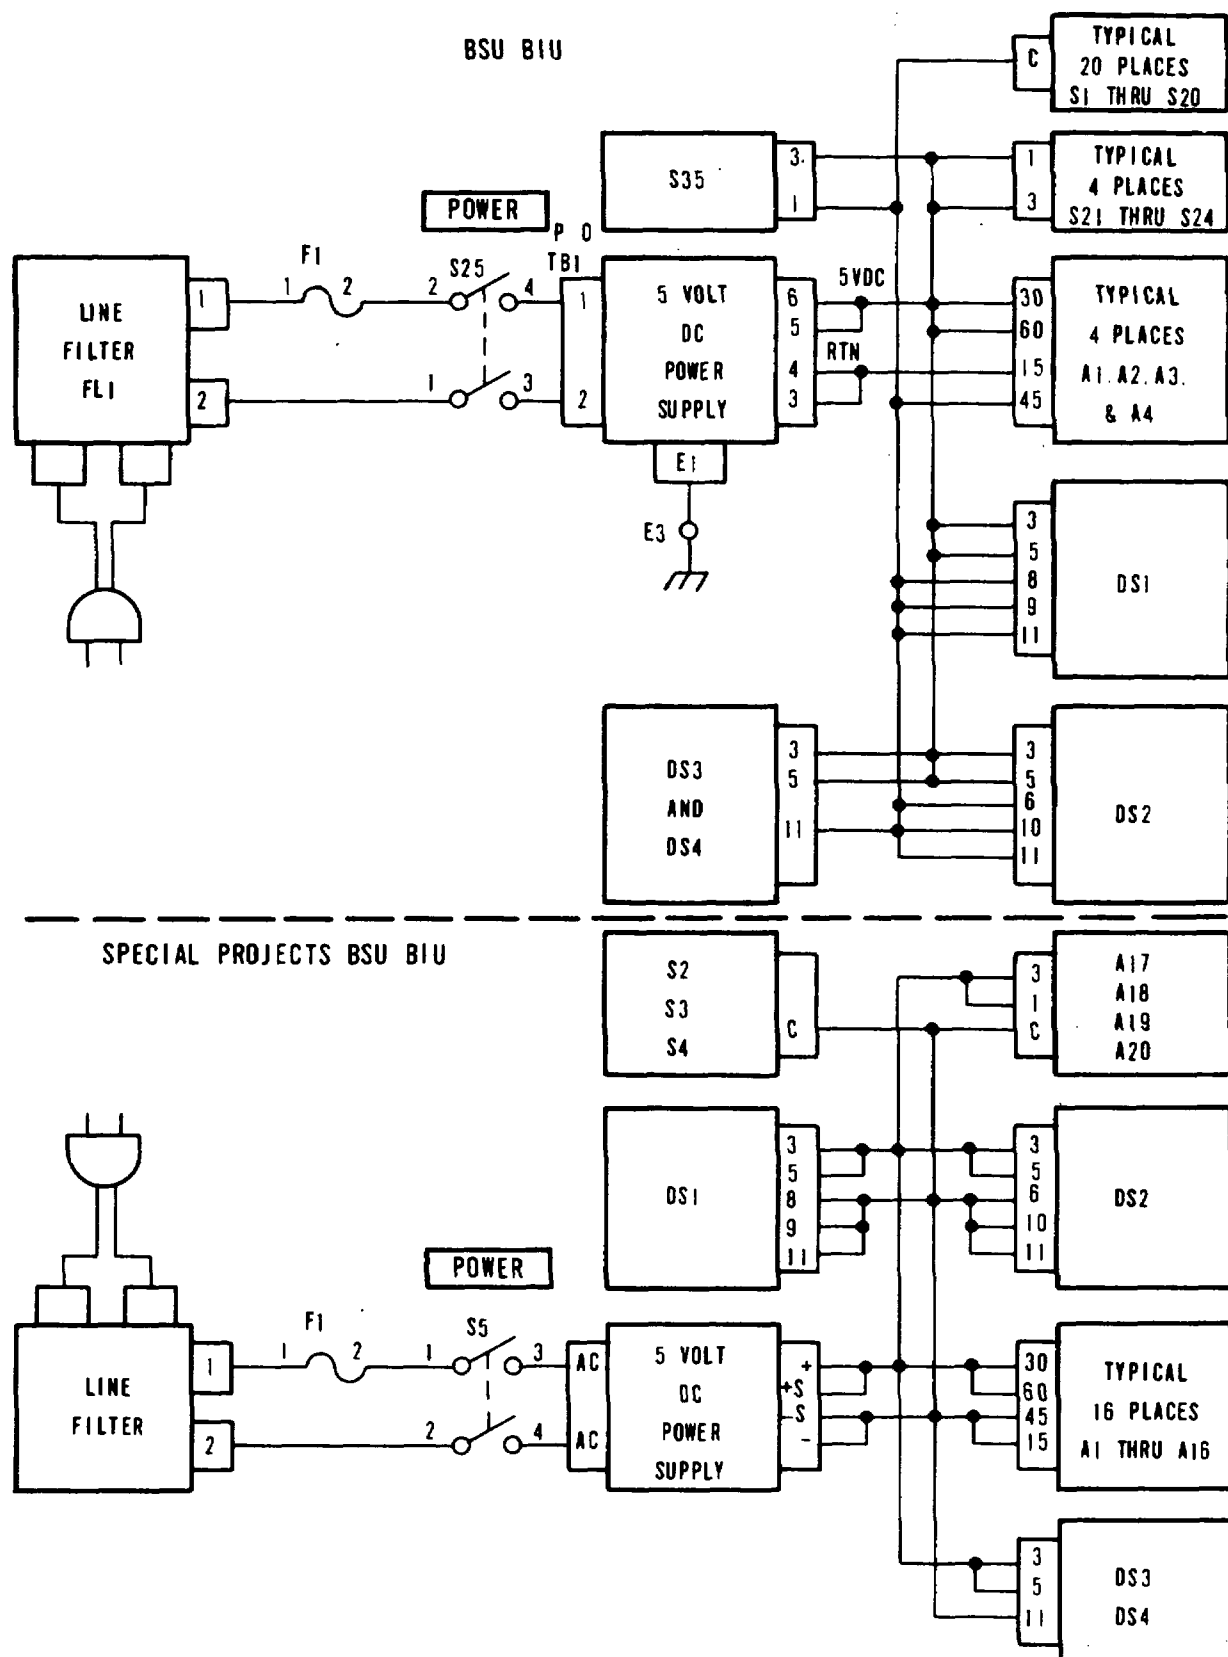 BSU BIU
C
TYPICAL
20 PLACES
S1 THRU S20
S35
3.
1
1
3
TYPICAL
4 PLACES
S21 THRU S24
POWER
P O
TB1
LINE
FILTER
FL1
1
2
1 F1 2
2 S25 4
1 3
1
2
5 VOLT
DC
POWER
SUPPLY
6
5
4
3
5VDC
RTN
30
60
15
45
TYPICAL
4 PLACES
A1. A2. A3.
& A4
E1
E3
3
5
8
9
11
DS1
DS3
AND
DS4
3
5
11
3
5
6
10
11
DS2
SPECIAL PROJECTS BSU BIU
S2
S3
S4
C
3
1
C
A17
A18
A19
A20
DS1
3
5
8
9
11
3
5
6
10
11
DS2
POWER
LINE
FILTER
1
2
1 F1 2
1 S5 3
2 4
AC
AC
5 VOLT
DC
POWER
SUPPLY
+
+S
-S
-
30
60
45
15
TYPICAL
16 PLACES
A1 THRU A16
3
5
11
DS3
DS4